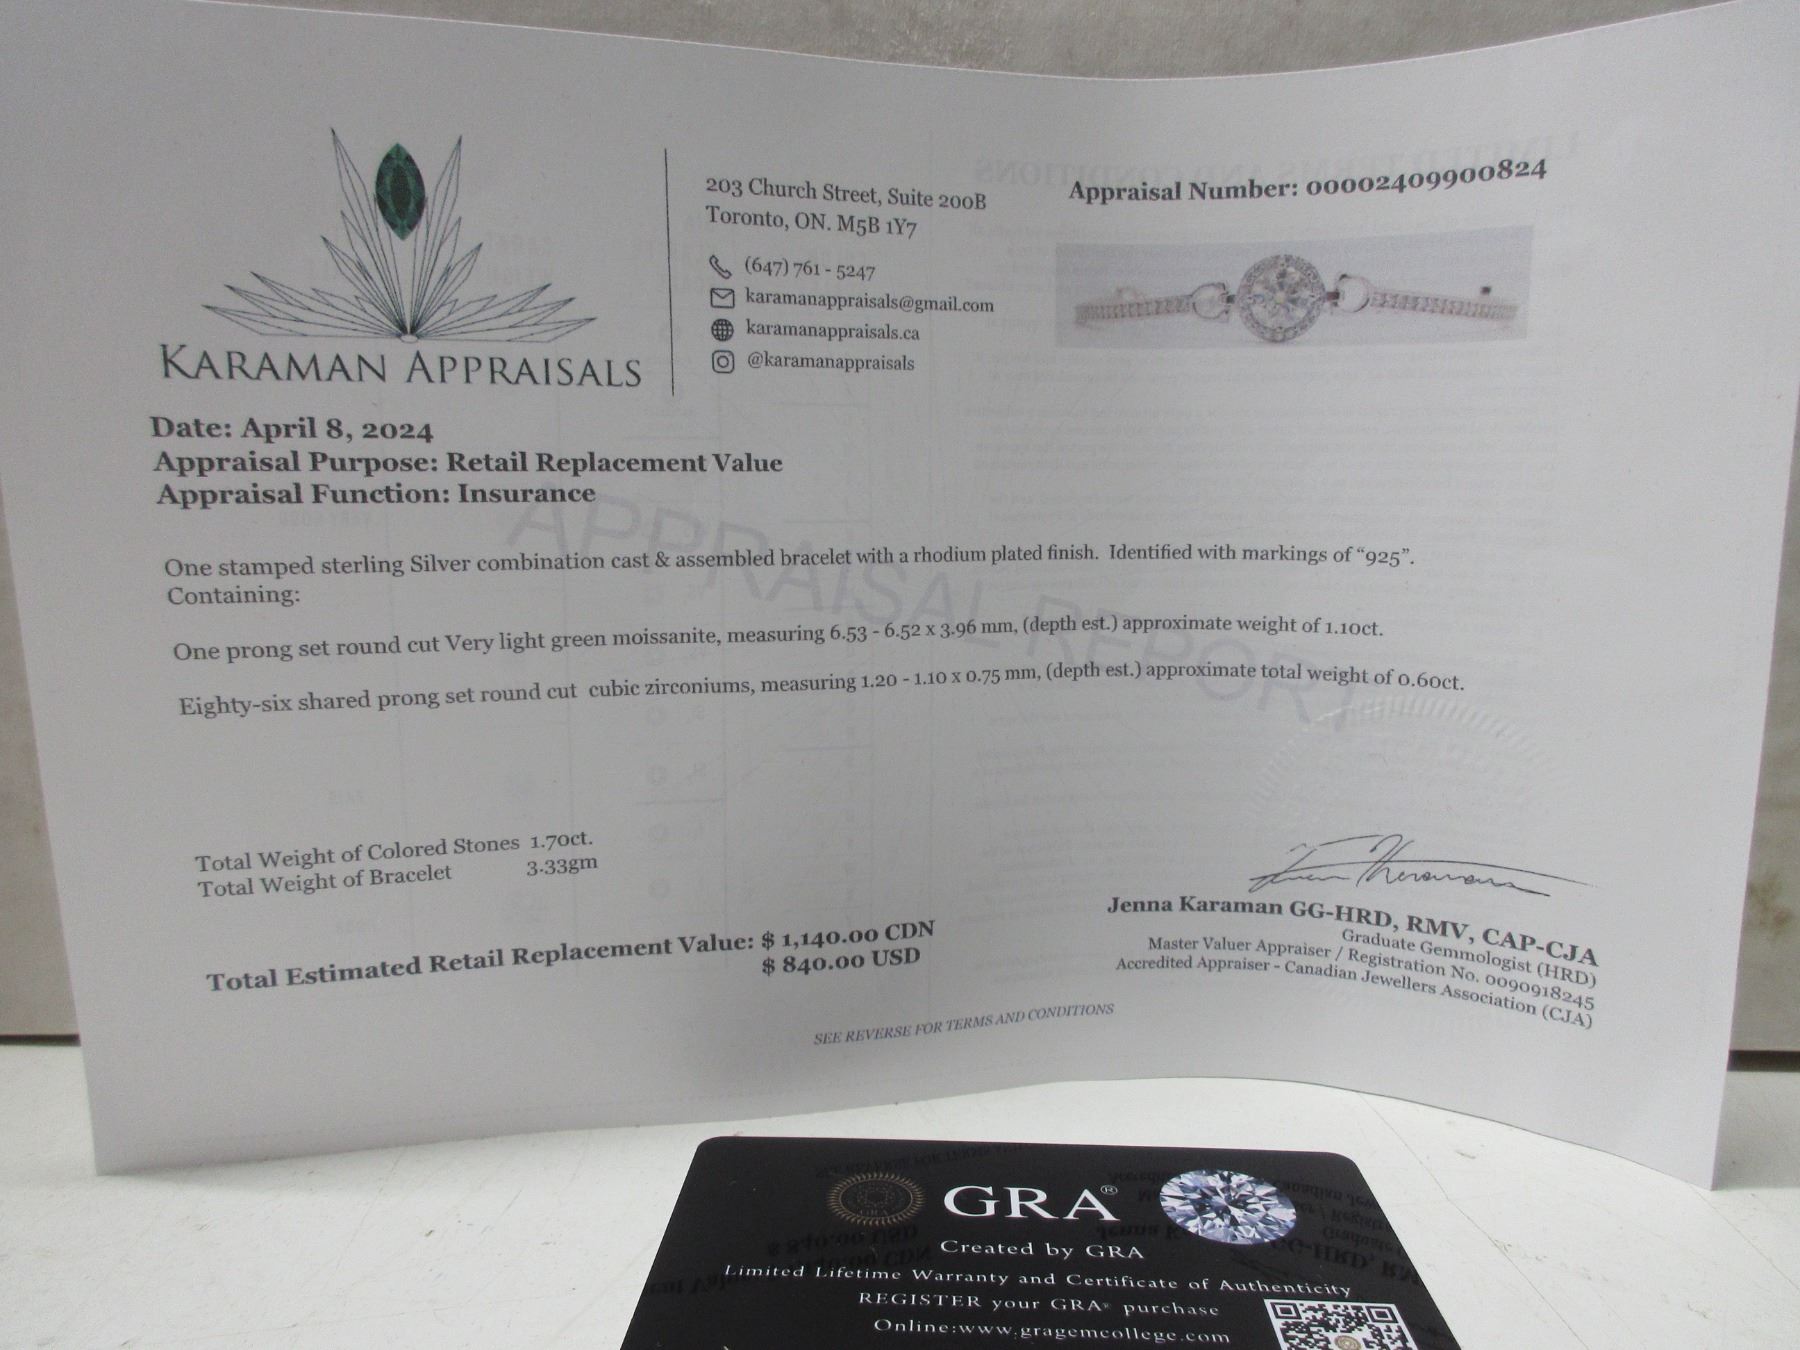 KARAMAN APPRAISALS
203 Church Street, Suite 200B
Toronto, ON. M5B 1Y7
(647) 761 - 5247
karamanappraisals@gmail.com
karamanappraisals.ca
@karamanappraisals
Appraisal Number: 00002409900824
Date: April 8, 2024
Appraisal Purpose: Retail Replacement Value
Appraisal Function: Insurance
APPRAISAL REPORT
One stamped sterling Silver combination cast & assembled bracelet with a rhodium plated finish. Identified with markings of “925”.
Containing:
One prong set round cut Very light green moissanite, measuring 6.53 - 6.52 x 3.96 mm, (depth est.) approximate weight of 1.10ct.
Eighty-six shared prong set round cut cubic zirconiums, measuring 1.20 - 1.10 x 0.75 mm, (depth est.) approximate total weight of 0.60ct.
Total Weight of Colored Stones 1.70ct.
Total Weight of Bracelet 3.33gm
Total Estimated Retail Replacement Value: $ 1,140.00 CDN
$ 840.00 USD
Jenna Karaman GG-HRD, RMV, CAP-CJA
Graduate Gemmologist (HRD)
Master Valuer Appraiser / Registration No. 0090918245
Accredited Appraiser - Canadian Jewellers Association (CJA)
SEE REVERSE FOR TERMS AND CONDITIONS
GRA®
Created by GRA
Limited Lifetime Warranty and Certificate of Authenticity
REGISTER your GRA® purchase
Online:www.gragemcollege.com